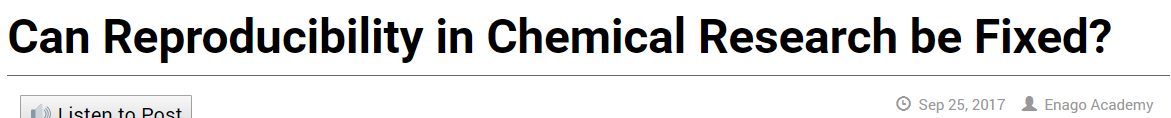 Can Reproducibility in Chemical Research be Fixed?
Listen to Post
Sep 25, 2017 Enago Academy